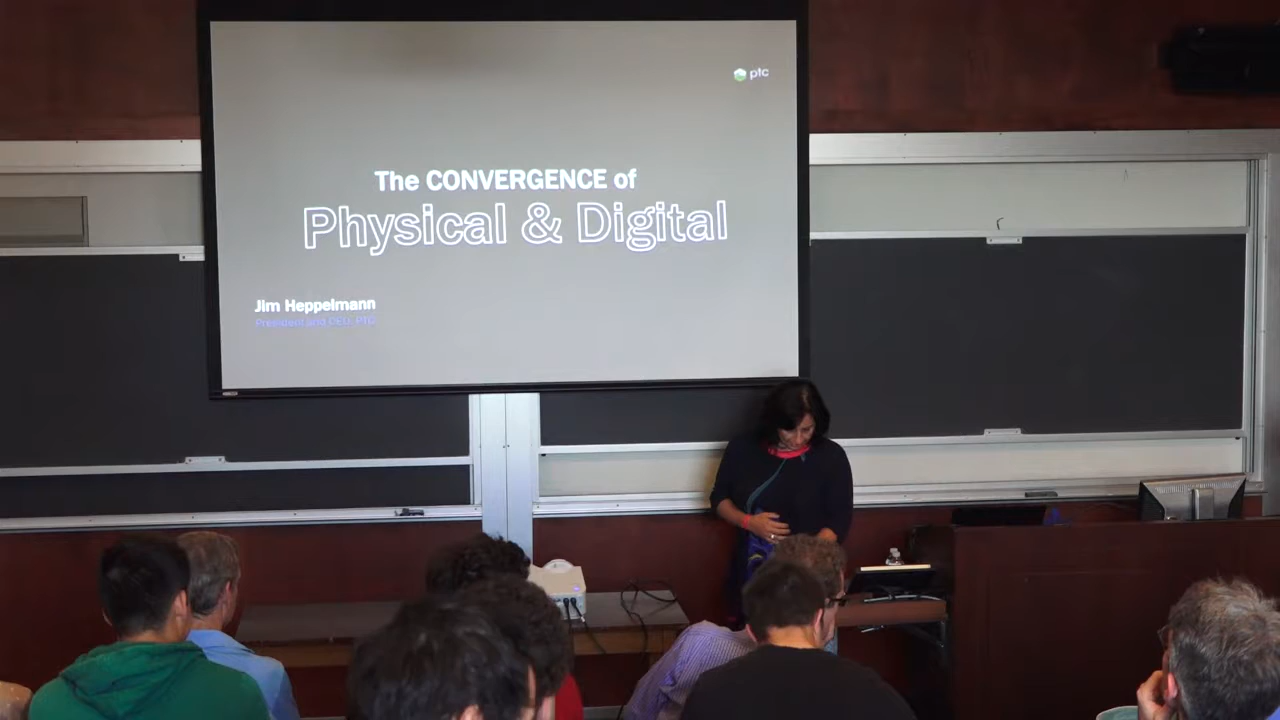 ptc
The CONVERGENCE of
Physical & Digital
Jim Heppelmann
President and CEO, PTC